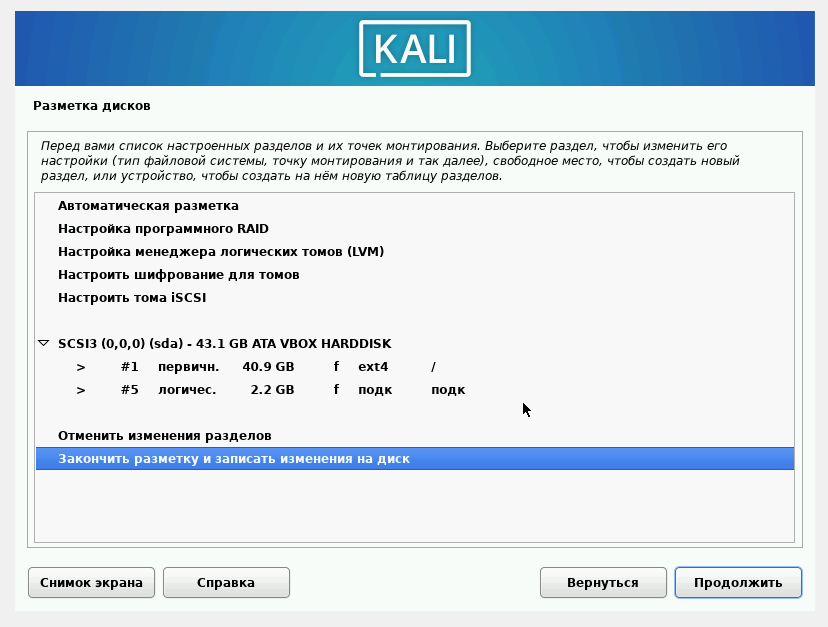 KALI
Разметка дисков
Перед вами список настроенных разделов и их точек монтирования. Выберите раздел, чтобы изменить его
настройки (тип файловой системы, точку монтирования и так далее), свободное место, чтобы создать новый
раздел, или устройство, чтобы создать на нём новую таблицу разделов.
Автоматическая разметка
Настройка программного RAID
Настройка менеджера логических томов (LVM)
Настроить шифрование для томов
Настроить тома iSCSI
SCSI3 (0,0,0) (sda) - 43.1 GB ATA VBOX HARDDISK
> #1 первичн. 40.9 GB f ext4 /
> #5 логичес. 2.2 GB f подк подк
Отменить изменения разделов
Закончить разметку и записать изменения на диск
Снимок экрана Справка Вернуться Продолжить